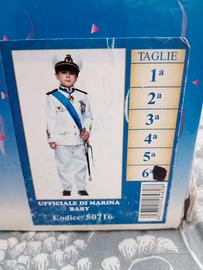 TAGLIE
1ª
2ª
3ª
4ª
5ª
6ª
UFFICIALE DI MARINA
BABY
Codice: 50716